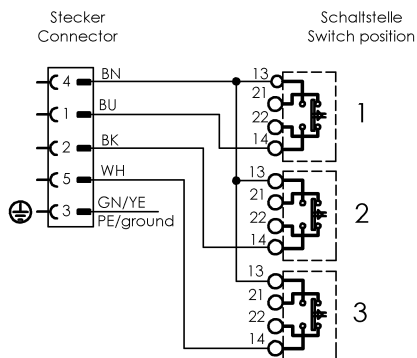 Stecker
Connector
Schaltstelle
Switch position
4 BN
1 BU
2 BK
5 WH
3 GN/YE
PE/ground
13
21
22
14
1
13
21
22
14
2
13
21
22
14
3